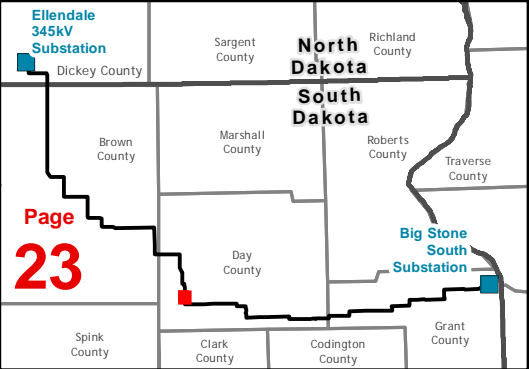 Ellendale
345kV
Substation
Dickey County
Sargent
County
North
Dakota
Richland
County
South
Dakota
Brown
County
Marshall
County
Roberts
County
Traverse
County
Page
23
Day
County
Big Stone
South
Substation
Spink
County
Clark
County
Codington
County
Grant
County